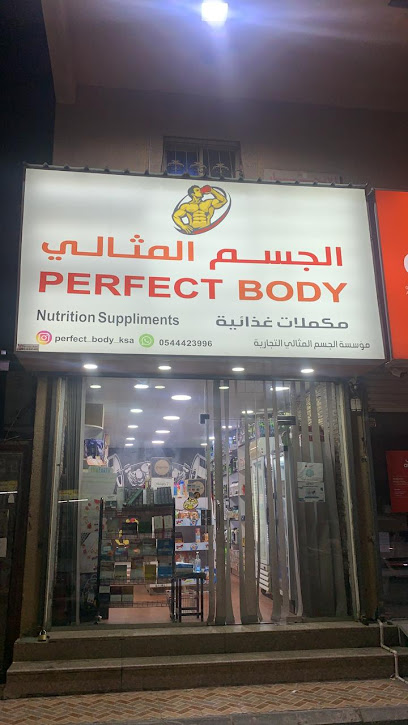 الجسم المثالي
PERFECT BODY
Nutrition Suppliments مكملات غذائية
perfect_body_ksa 0544423996 مؤسسة الجسم المثالي التجارية